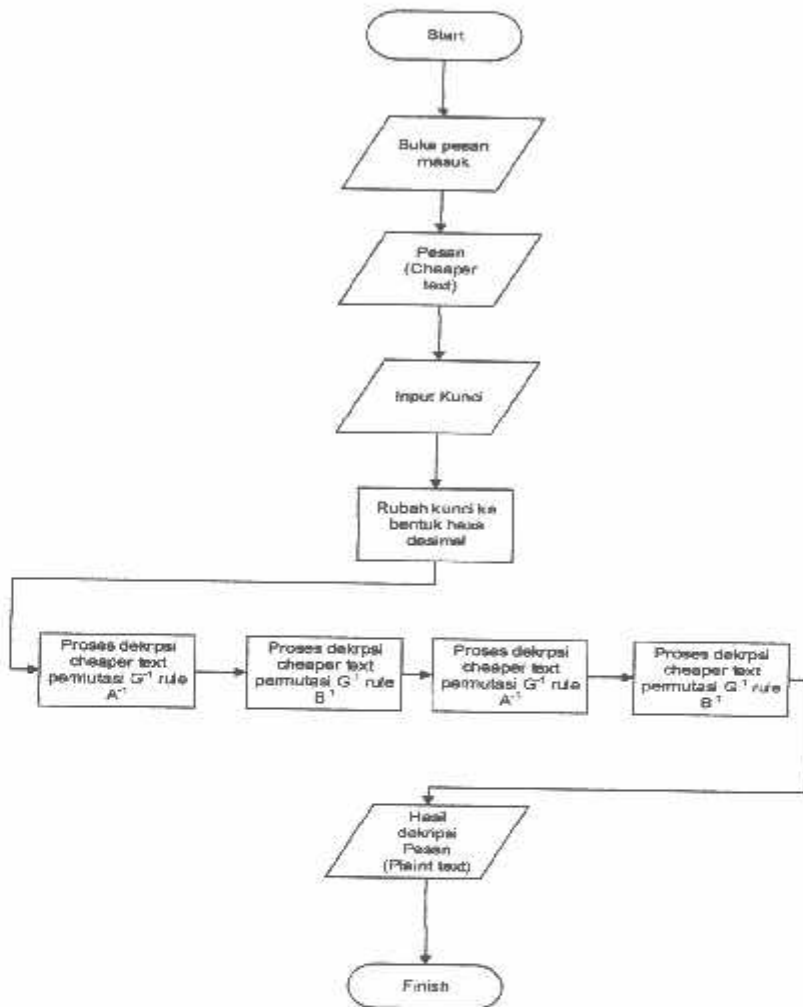 Start
Buka pesan
masuk
Pesan
(Cheaper
text)
Input Kunci
Rubah kunci ke
bentuk hexa
desimal
Proses dekrpsi
cheaper text
permutasi G⁻¹ rule
A⁻¹
Proses dekrpsi
cheaper text
permutasi G⁻¹ rule
B⁻¹
Proses dekrpsi
cheaper text
permutasi G⁻¹ rule
A⁻¹
Proses dekrpsi
cheaper text
permutasi G⁻¹ rule
B⁻¹
Hasil
dekripsi
Pesan
(Plaint text)
Finish